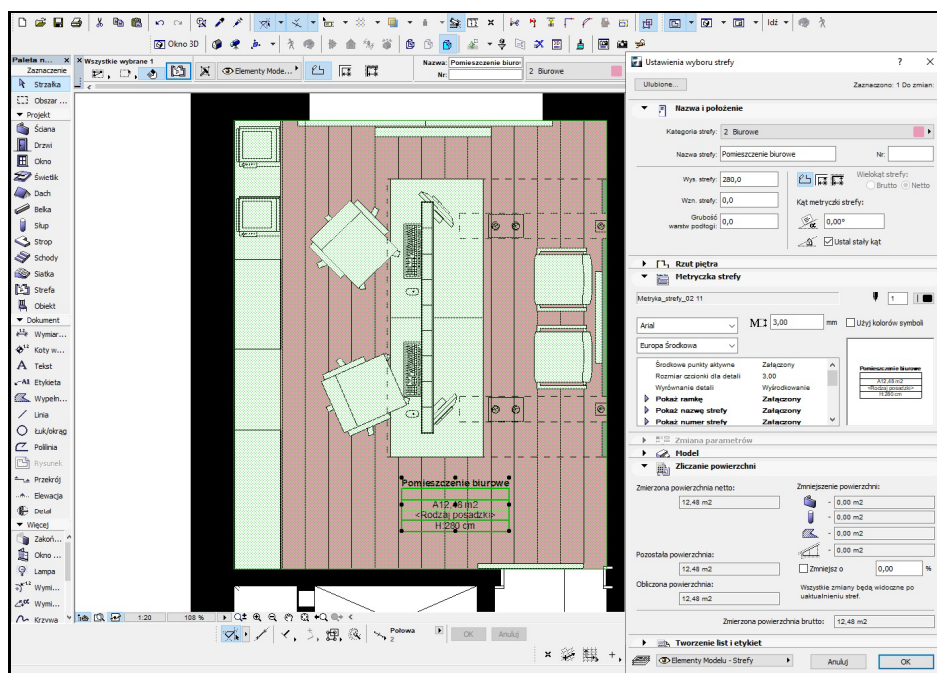 Idź
Okno 3D
Paleta n... X
Zaznaczenie
Strzałka
Obszar ...
Projekt
Ściana
Drzwi
Okno
Świetlik
Dach
Belka
Słup
Strop
Schody
Siatka
Strefa
Obiekt
Dokument
Wymiar...
Koty w...
Tekst
Etykieta
Wypełn...
Linia
Łuk/okrąg
Polilinia
Rysunek
Przekrój
Elewacja
Detal
Więcej
Zakoń...
Okno ...
Lampa
Wymi...
Wymi...
Krzywa
X Wszystkie wybrane 1
Elementy Mode...
Nazwa: Pomieszczenie biurov
Nr:
2 Biurowe
Pomieszczenie biurowe
A12,48 m2
<Rodzaj posadzki>
H:280 cm
1:20
108 %
Połowa
2
OK
Anuluj
Ustawienia wyboru strefy ? X
Ulubione...
Zaznaczono: 1 Do zmian:
Nazwa i położenie
Kategoria strefy: 2 Biurowe
Nazwa strefy: Pomieszczenie biurowe
Nr:
Wys. strefy: 280,0
Wielokąt strefy:
Brutto Netto
Wzn. strefy: 0,0
Kąt metryczki strefy:
Grubość warstw podłogi: 0,0
0,00°
Ustal stały kąt
Rzut piętra
Metryczka strefy
Metryka_strefy_02 11
1
Arial
3,00 mm
Użyj kolorów symboli
Europa Środkowa
Środkowe punkty aktywne Załączony
Rozmiar czcionki dla detali 3,00
Wyrównanie detali Wyśrodkowanie
Pokaż ramkę Załączony
Pokaż nazwę strefy Załączony
Pokaż numer strefy Załączony
Pomieszczenie biurowe
A12,48 m2
<Rodzaj posadzki>
H:280 cm
Zmiana parametrów
Model
Zliczanie powierzchni
Zmierzona powierzchnia netto:
12,48 m2
Zmniejszenie powierzchni:
- 0,00 m2
- 0,00 m2
- 0,00 m2
- 0,00 m2
Pozostała powierzchnia:
12,48 m2
Zmniejsz o 0,00 %
Obliczona powierzchnia:
12,48 m2
Wszystkie zmiany będą widoczne po uaktualnieniu stref.
Zmierzona powierzchnia brutto: 12,48 m2
Tworzenie list i etykiet
Elementy Modelu - Strefy
Anuluj
OK